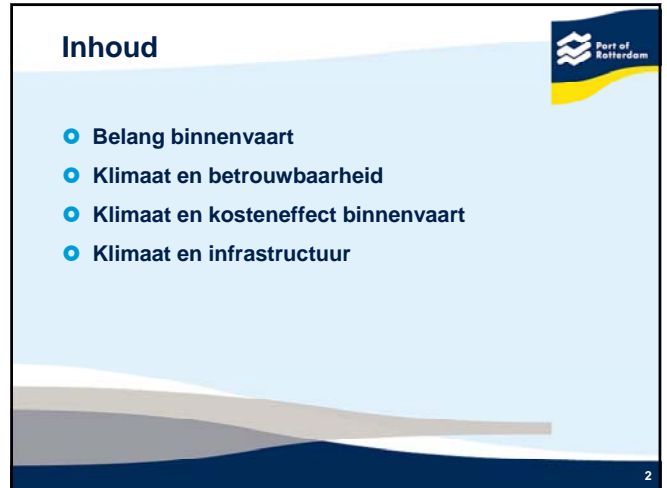 Inhoud
Port of
Rotterdam
Belang binnenvaart
Klimaat en betrouwbaarheid
Klimaat en kosteneffect binnenvaart
Klimaat en infrastructuur
2